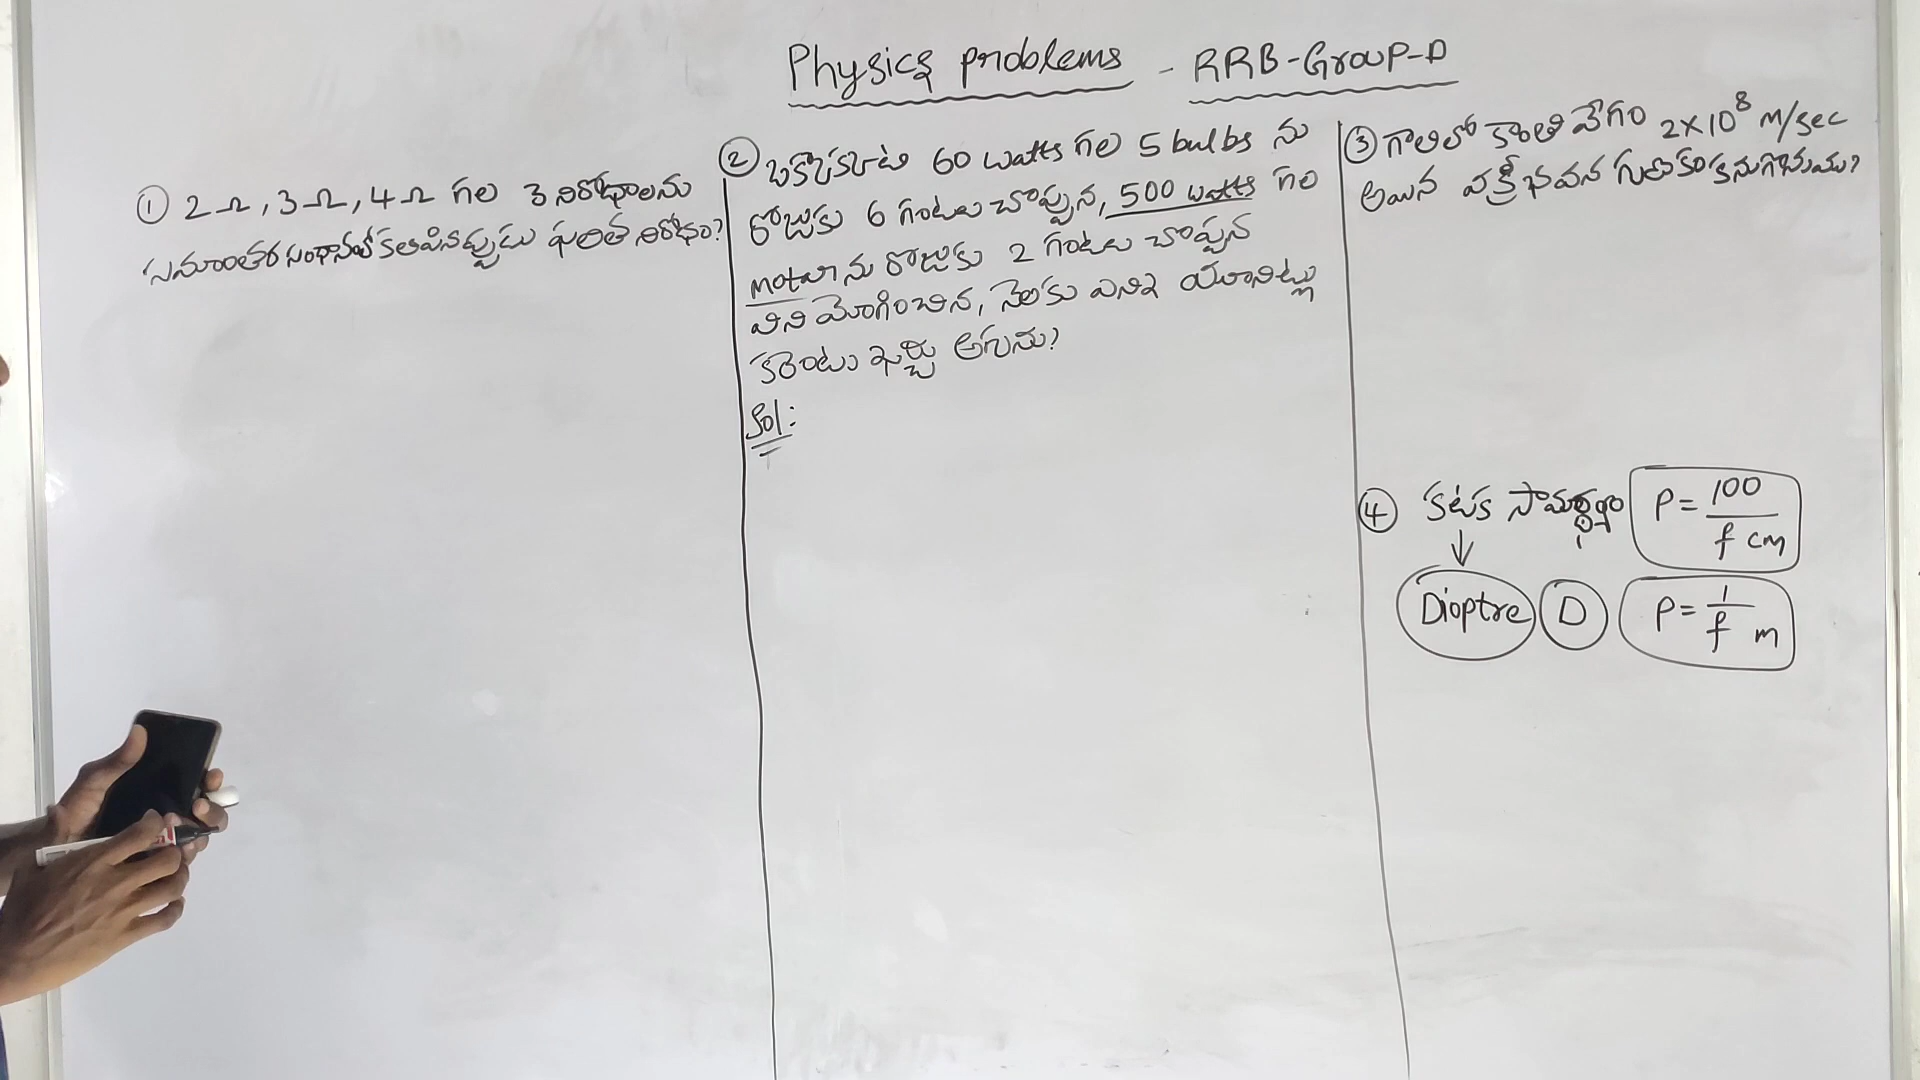 Physics problems - RRB-GrouP-D
① 2Ω, 3Ω, 4Ω గల 3 నిరోధాలను
సమాంతర సంధానంలో కలిపినప్పుడు ఫలిత నిరోధం?
② ఒక్కొక్కటి 60 watts గల 5 bulbs ను
రోజుకు 6 గంటల చొప్పున, 500 watts గల
motor ను రోజుకు 2 గంటల చొప్పున
వినియోగించిన, నెలకు ఎన్ని యూనిట్లు
కరెంటు ఖర్చు అగును?
Sol:
③ గాలిలో కాంతి వేగం 2×10⁸ m/sec
అయిన వక్రీభవన గుణకం కనుగొనుము?
④ కటక సామర్థ్యం P = 100 / f cm
↓
Dioptre D P = 1 / f m